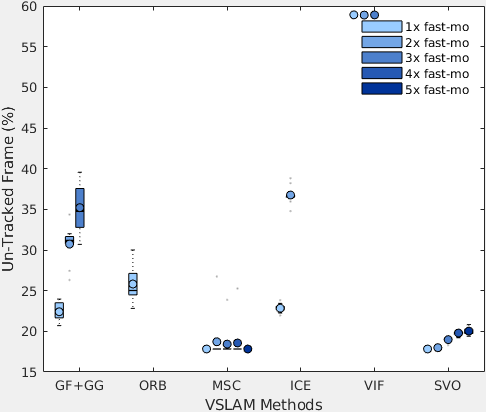 60
55
50
45
40
35
30
25
20
15
Un-Tracked Frame (%)
1x fast-mo
2x fast-mo
3x fast-mo
4x fast-mo
5x fast-mo
GF+GG ORB MSC ICE VIF SVO
VSLAM Methods